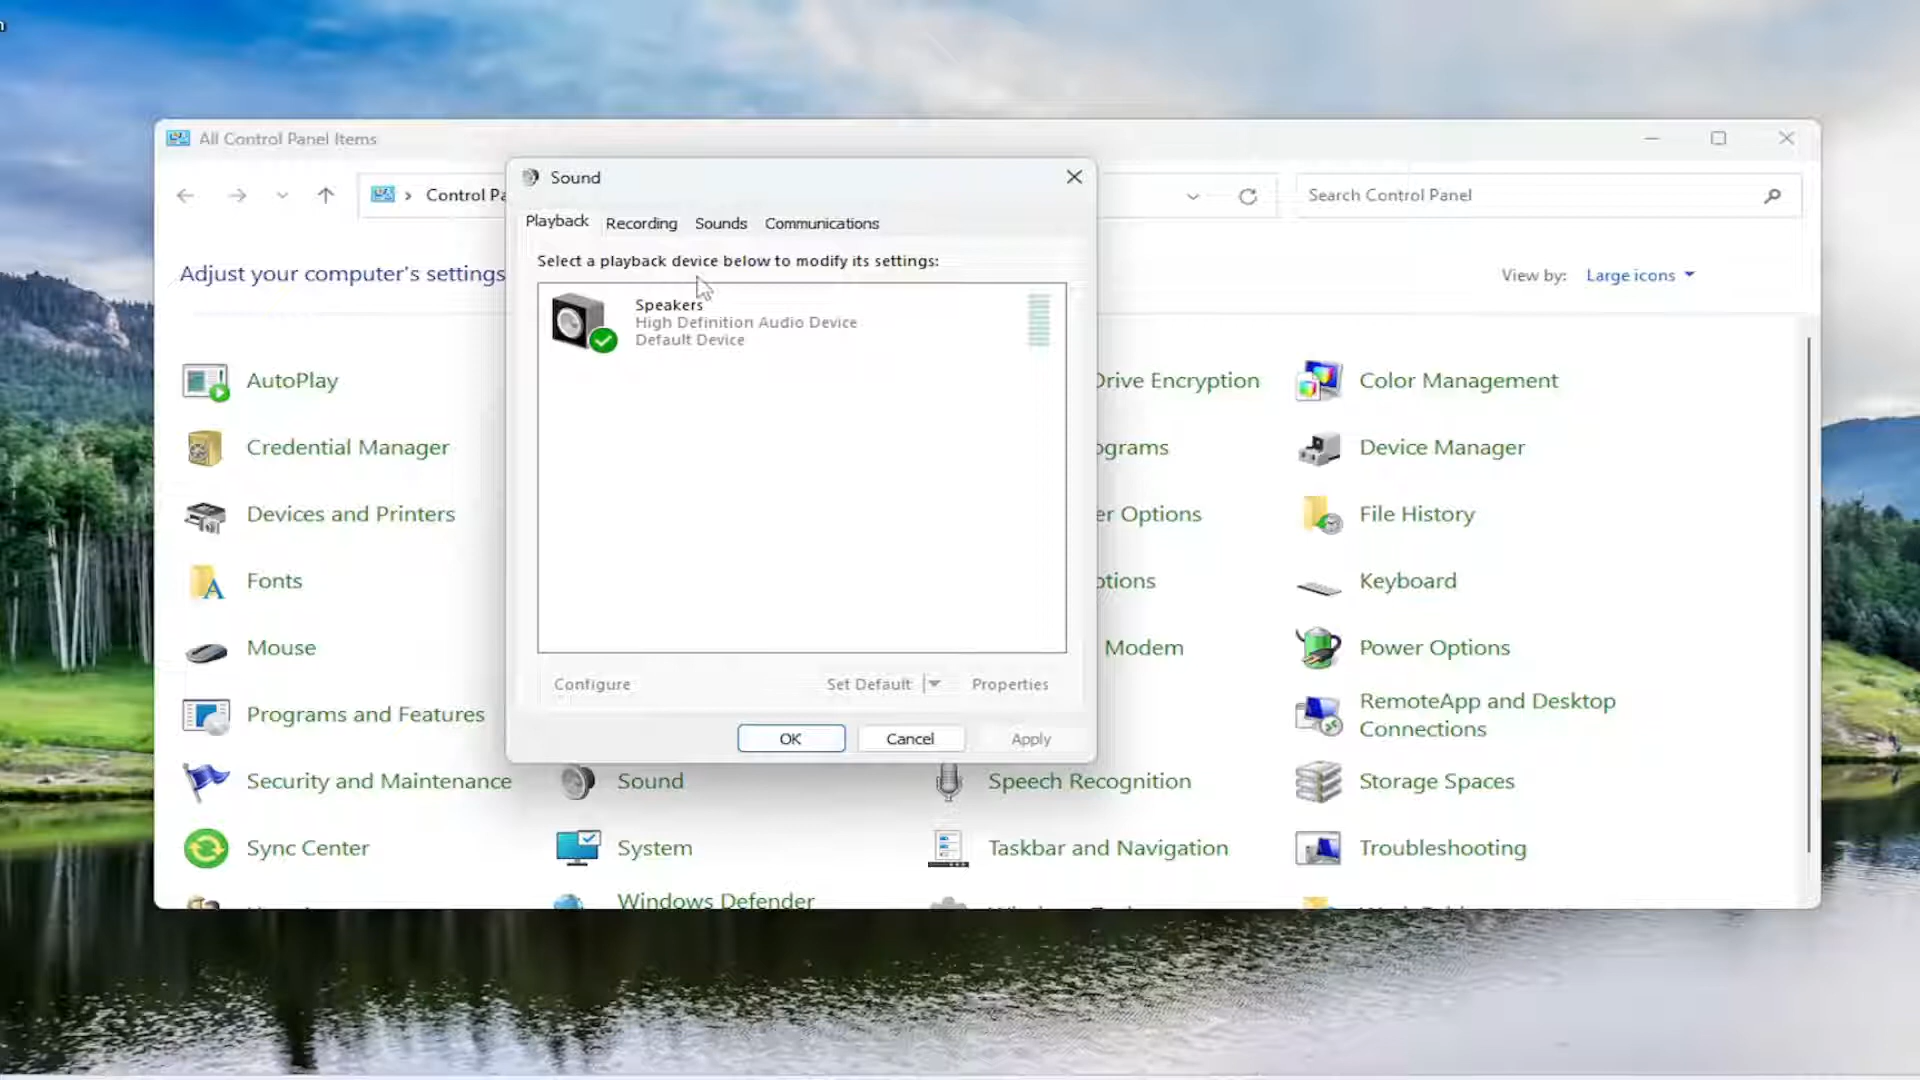 All Control Panel Items
Sound
Control Pa
Search Control Panel
Playback
Recording
Sounds
Communications
Select a playback device below to modify its settings:
Adjust your computer's settings
View by:
Large icons
Speakers
High Definition Audio Device
Default Device
AutoPlay
Drive Encryption
Color Management
Credential Manager
Device Manager
Devices and Printers
er Options
File History
Fonts
Keyboard
Mouse
Modem
Power Options
Configure
Set Default
Properties
Programs and Features
RemoteApp and Desktop
Connections
OK
Cancel
Apply
Security and Maintenance
Sound
Speech Recognition
Storage Spaces
Sync Center
System
Taskbar and Navigation
Troubleshooting
Windows Defender